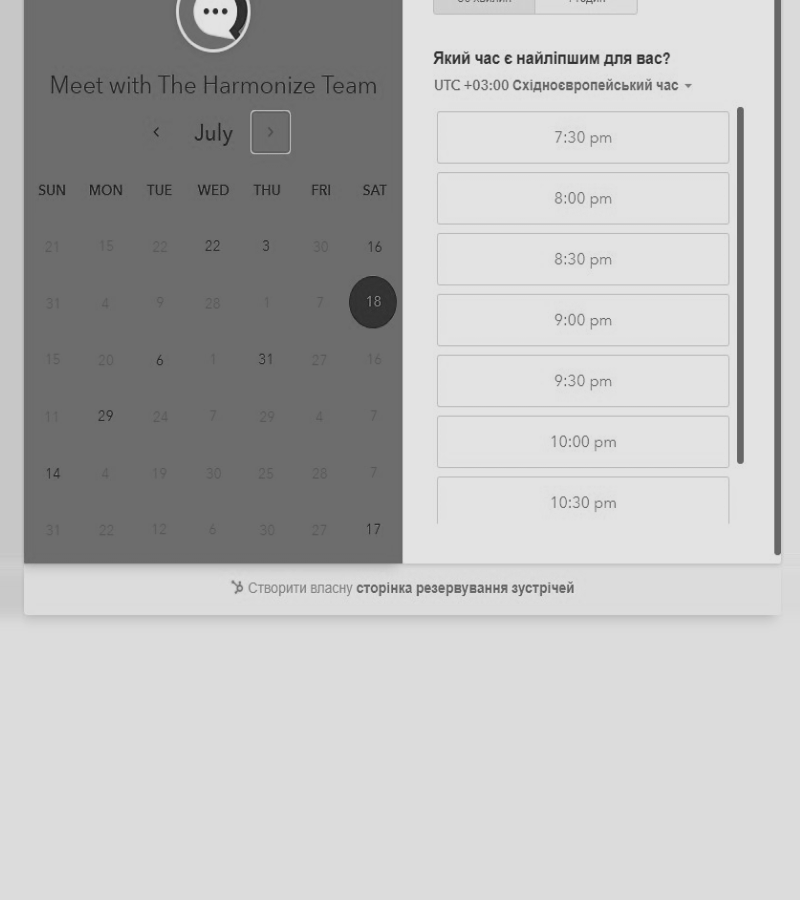 Meet with The Harmonize Team
July
SUN MON TUE WED THU FRI SAT
21 15 22 22 3 30 16
31 4 9 28 1 7 18
15 20 6 1 31 27 16
11 29 24 7 29 4 7
14 4 19 30 25 28 7
31 22 12 6 30 27 17
Який час є найліпшим для вас?
UTC +03:00 Східноєвропейський час
7:30 pm
8:00 pm
8:30 pm
9:00 pm
9:30 pm
10:00 pm
10:30 pm
Створити власну сторінка резервування зустрічей